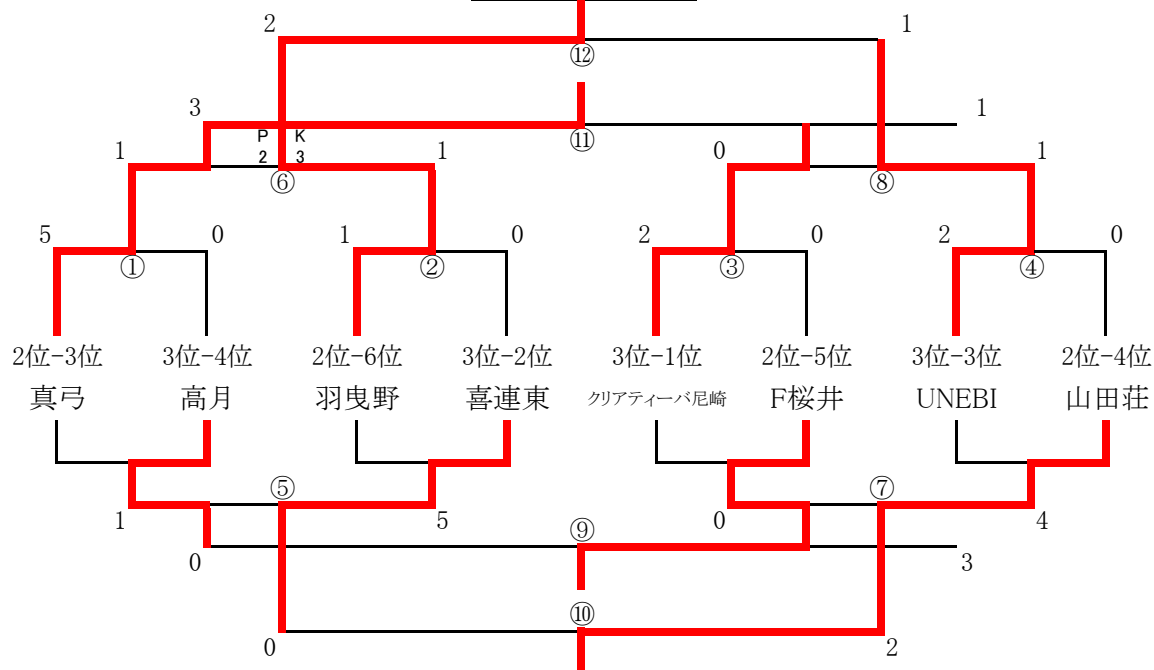 2 1
⑫
3 1
⑪
P K
2 3
1 1 0 1
⑥ ⑧
5 0 1 0 2 0 2 0
① ② ③ ④
2位-3位 3位-4位 2位-6位 3位-2位 3位-1位 2位-5位 3位-3位 2位-4位
真弓 高月 羽曳野 喜連東 クリアティーバ尼崎 F桜井 UNEBI 山田荘
⑤ ⑦
1 5 0 4
⑨
0 3
⑩
0 2